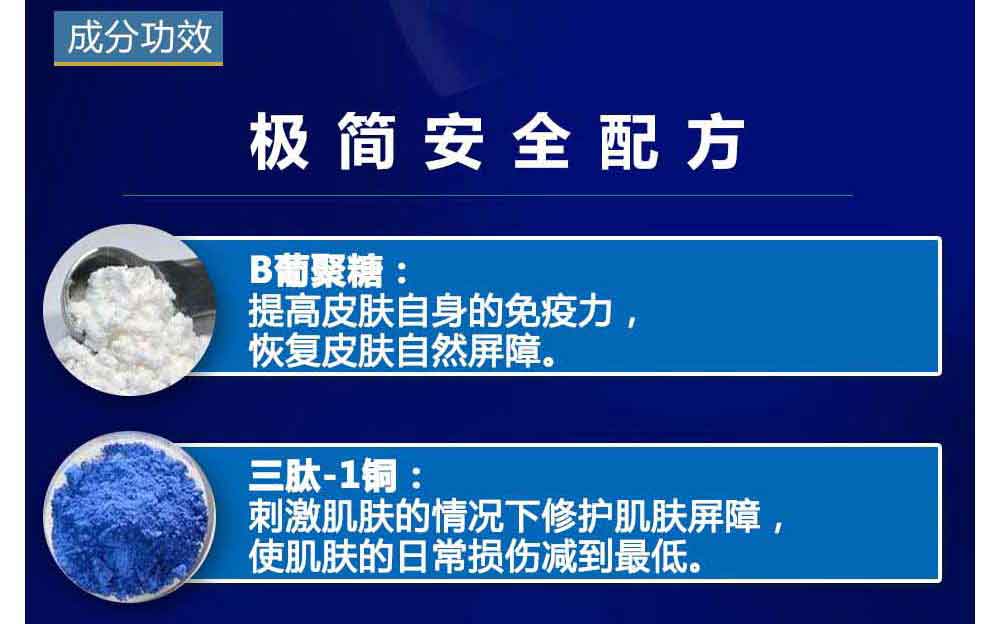 成分功效
极简安全配方
B葡聚糖：
提高皮肤自身的免疫力，
恢复皮肤自然屏障。
三肽-1铜：
刺激肌肤的情况下修护肌肤屏障，
使肌肤的日常损伤减到最低。